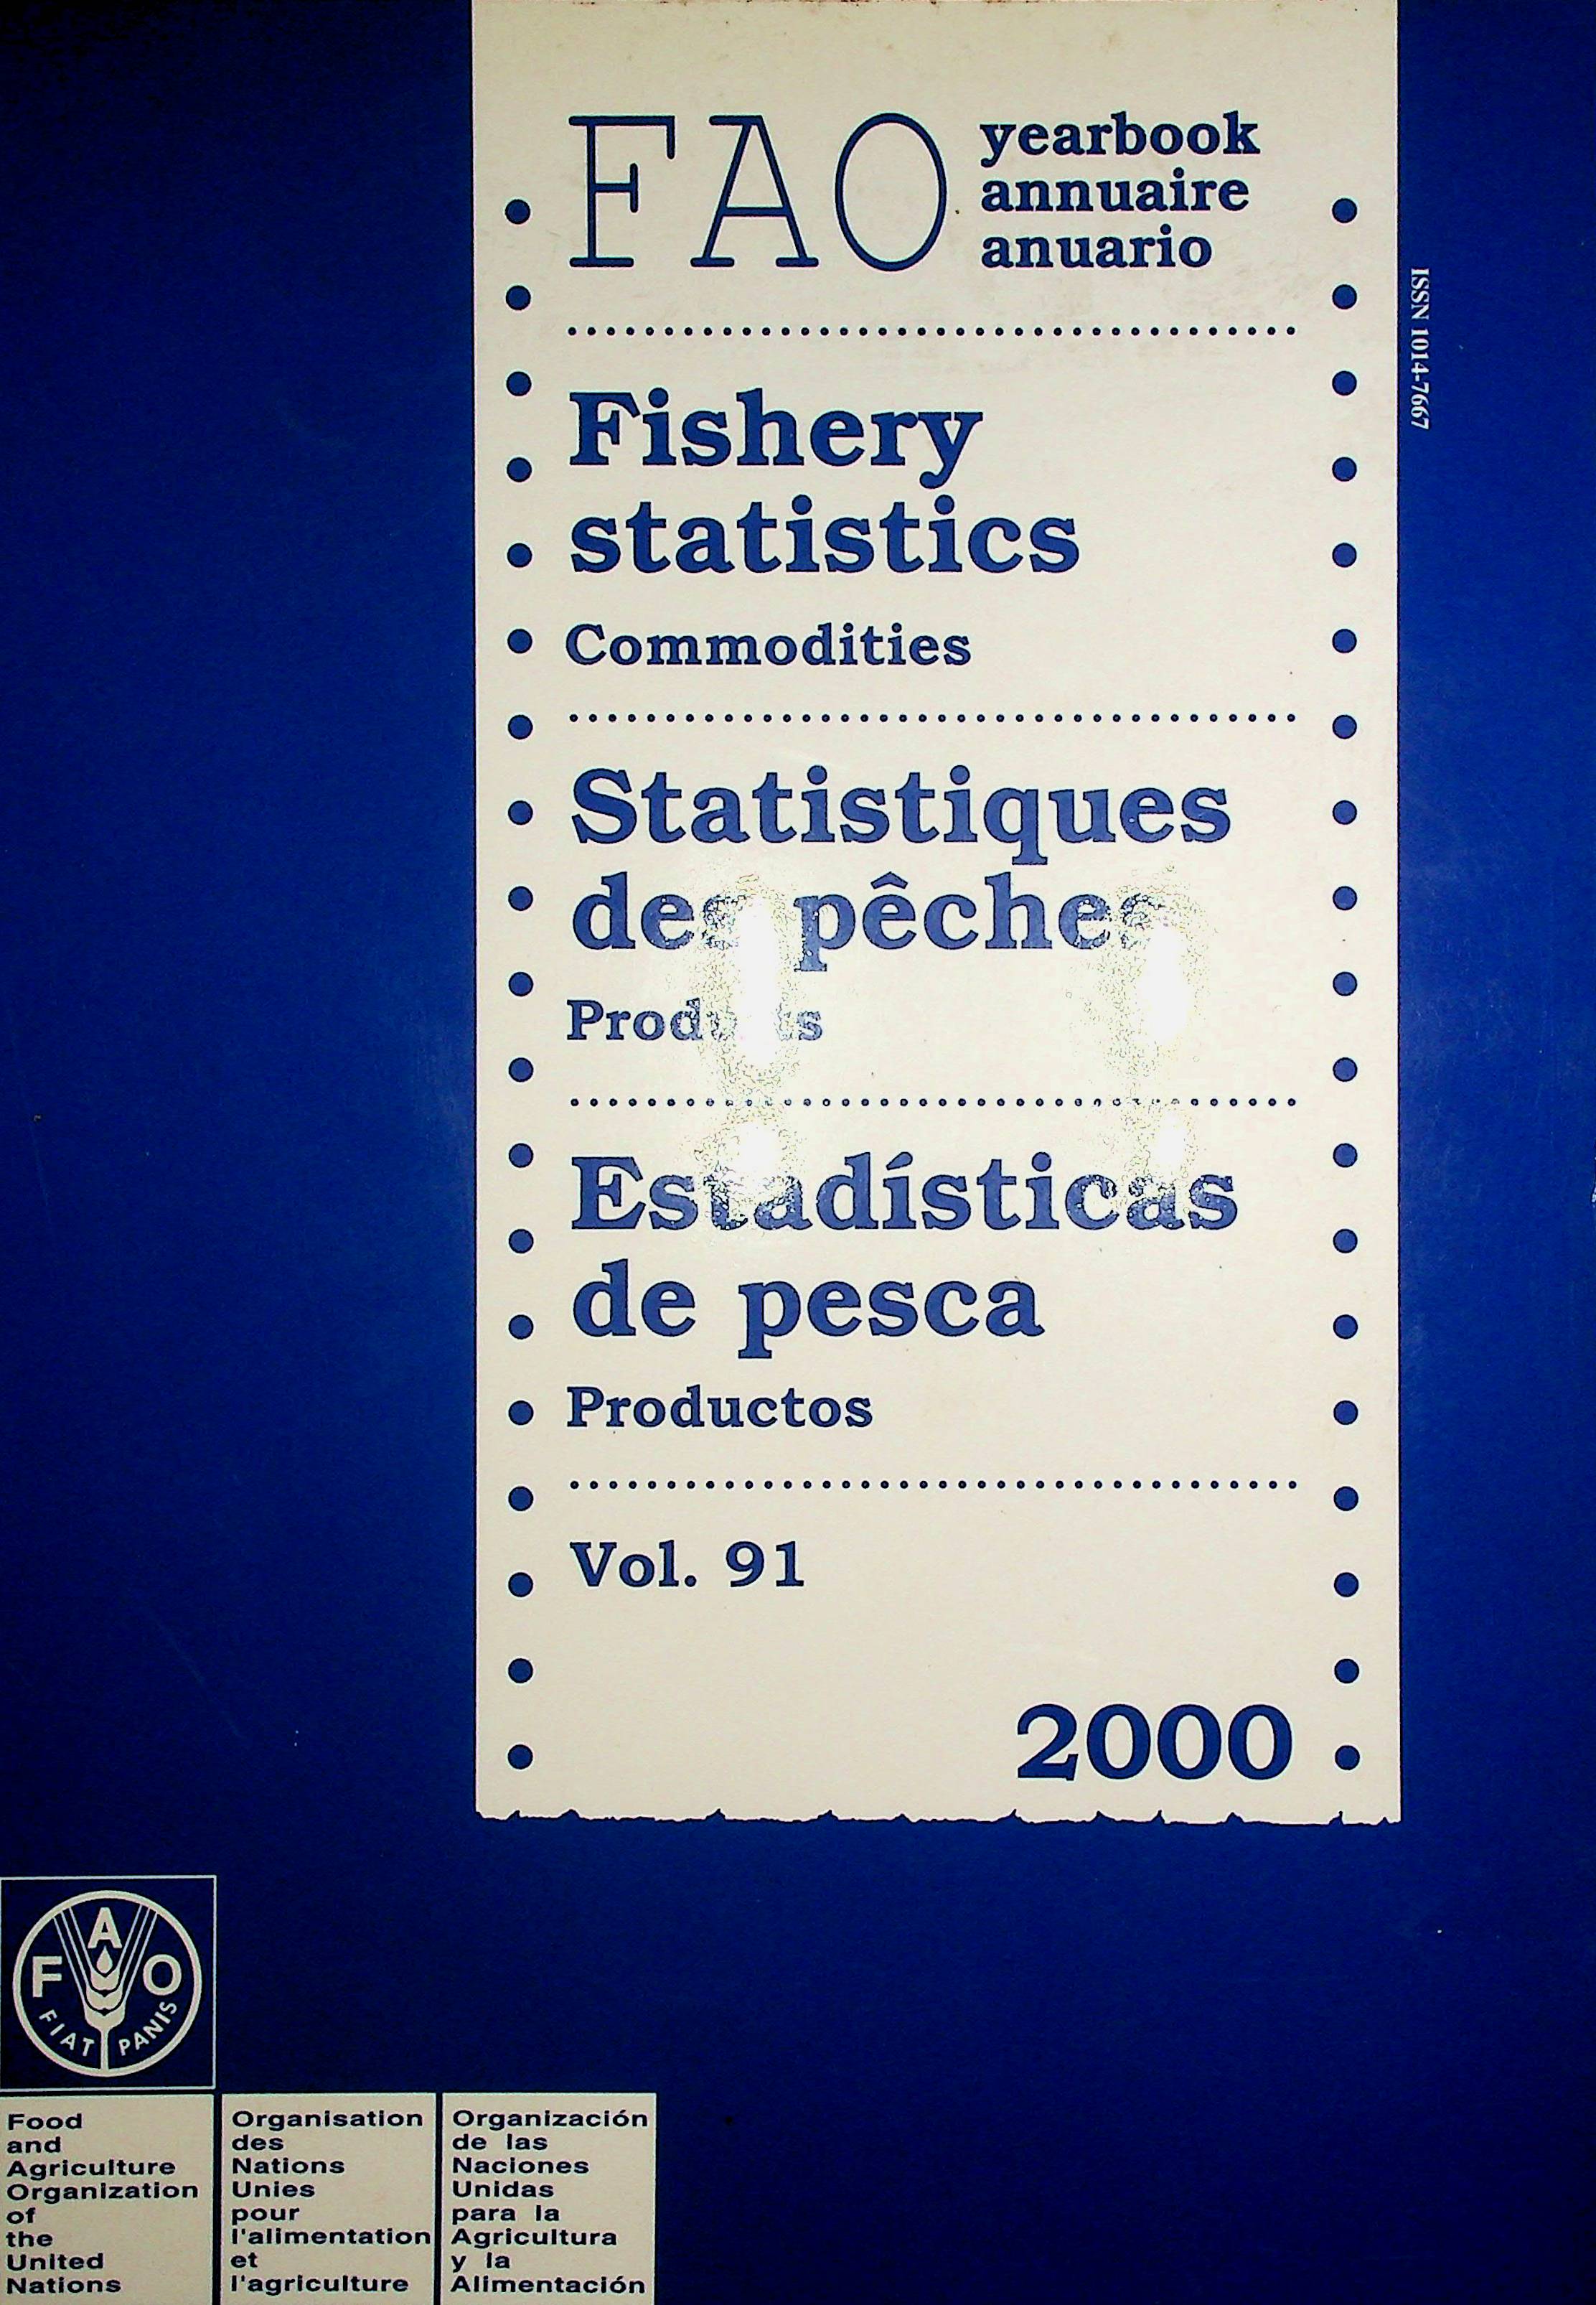 FAO
yearbook
annuaire
anuario
ISSN 1014-7667
Fishery
statistics
Commodities
Statistiques
des pêches
Produits
Estadísticas
de pesca
Productos
Vol. 91
2000
F A O
FIAT PANIS
Food
and
Agriculture
Organization
of
the
United
Nations
Organisation
des
Nations
Unies
pour
l'alimentation
et
l'agriculture
Organización
de las
Naciones
Unidas
para la
Agricultura
y la
Alimentación